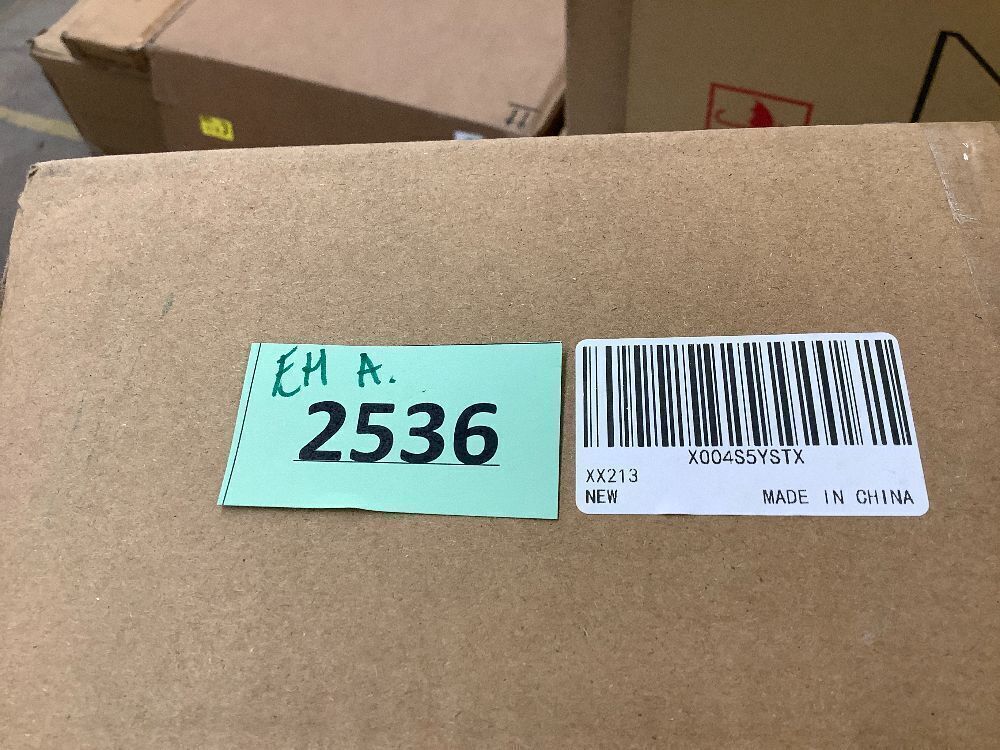 EH A.
2536
X004S5YSTX
XX213
NEW MADE IN CHINA